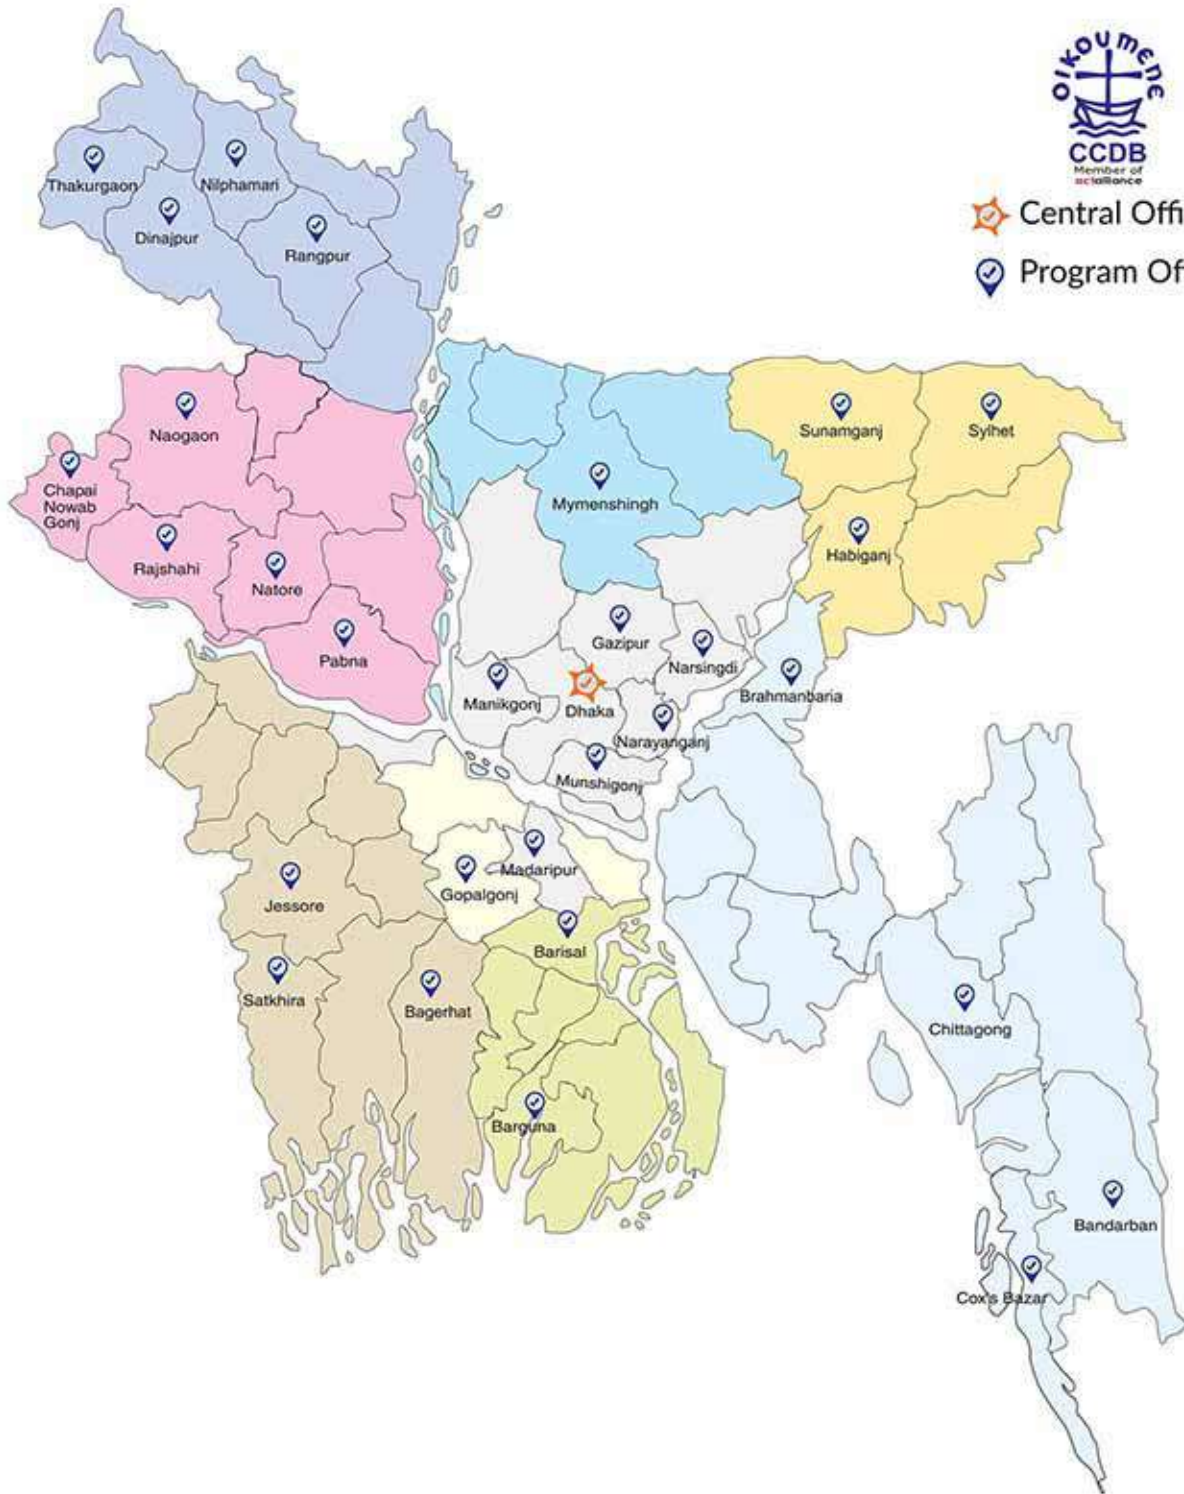 OIKOUMENE
CCDB
Member of
actalliance
Central Offi
Program Of
Thakurgaon
Nilphamari
Dinajpur
Rangpur
Naogaon
Sunamganj
Sylhet
Chapai
Nowab
Gonj
Mymenshingh
Rajshahi
Habiganj
Natore
Gazipur
Pabna
Narsingdi
Manikgonj
Dhaka
Brahmanbaria
Narayanganj
Munshigonj
Madaripur
Gopalgonj
Jessore
Barisal
Satkhira
Bagerhat
Chittagong
Barguna
Bandarban
Cox's Bazar